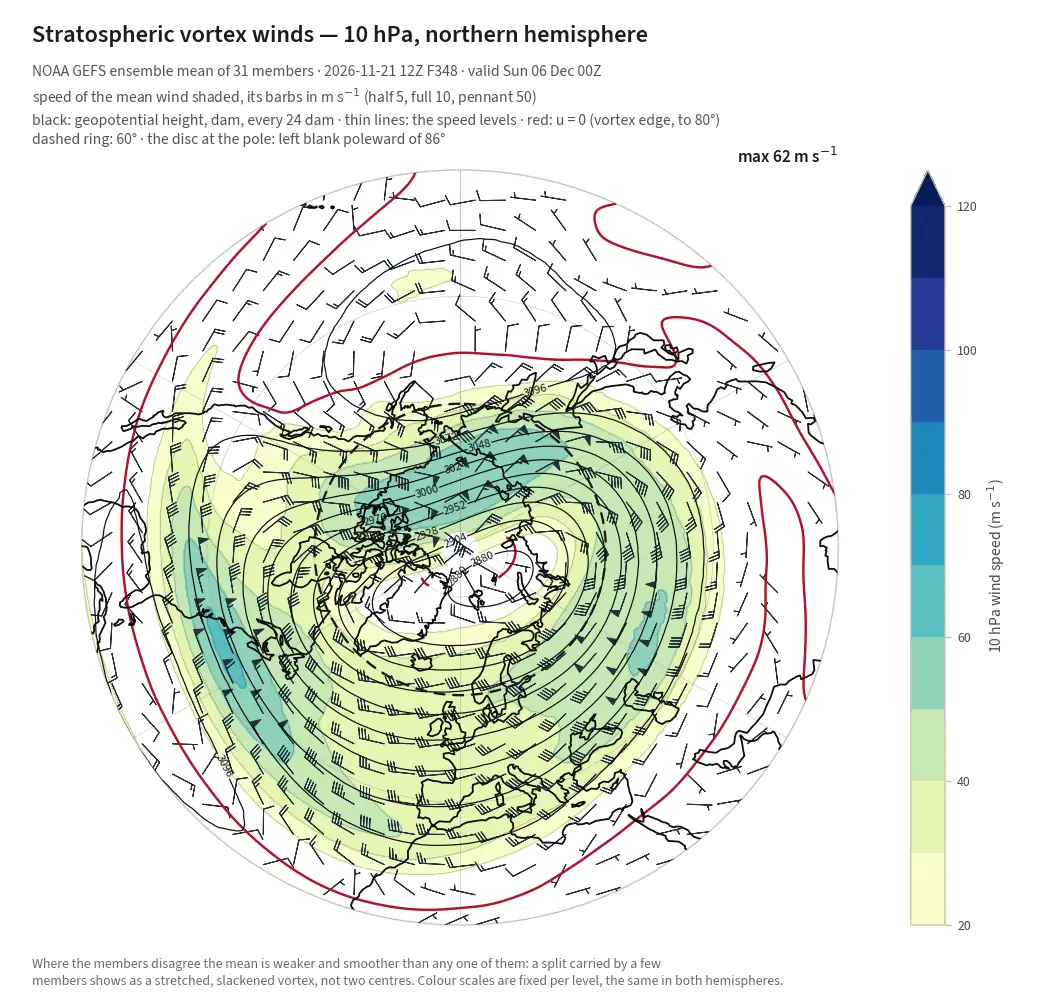 Stratospheric vortex winds — 10 hPa, northern hemisphere
NOAA GEFS ensemble mean of 31 members · 2026-11-21 12Z F348 · valid Sun 06 Dec 00Z
speed of the mean wind shaded, its barbs in m s⁻¹ (half 5, full 10, pennant 50)
black: geopotential height, dam, every 24 dam · thin lines: the speed levels · red: u = 0 (vortex edge, to 80°)
dashed ring: 60° · the disc at the pole: left blank poleward of 86°
max 62 m s⁻¹
120
100
80
60
40
20
10 hPa wind speed (m s⁻¹)
3096
3048
3000
2952
2928
2904
2880
3096
Where the members disagree the mean is weaker and smoother than any one of them: a split carried by a few
members shows as a stretched, slackened vortex, not two centres. Colour scales are fixed per level, the same in both hemispheres.